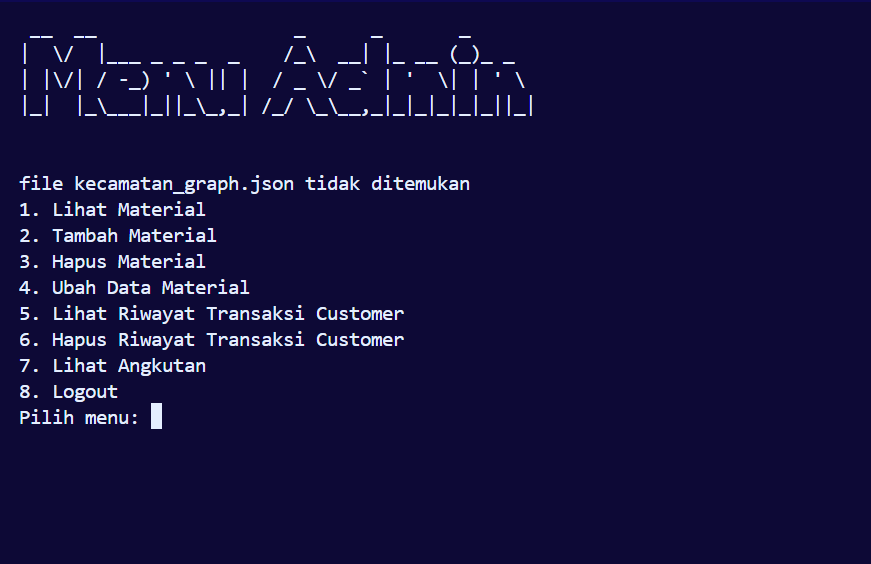 Menu Admin
file kecamatan_graph.json tidak ditemukan
1. Lihat Material
2. Tambah Material
3. Hapus Material
4. Ubah Data Material
5. Lihat Riwayat Transaksi Customer
6. Hapus Riwayat Transaksi Customer
7. Lihat Angkutan
8. Logout
Pilih menu: